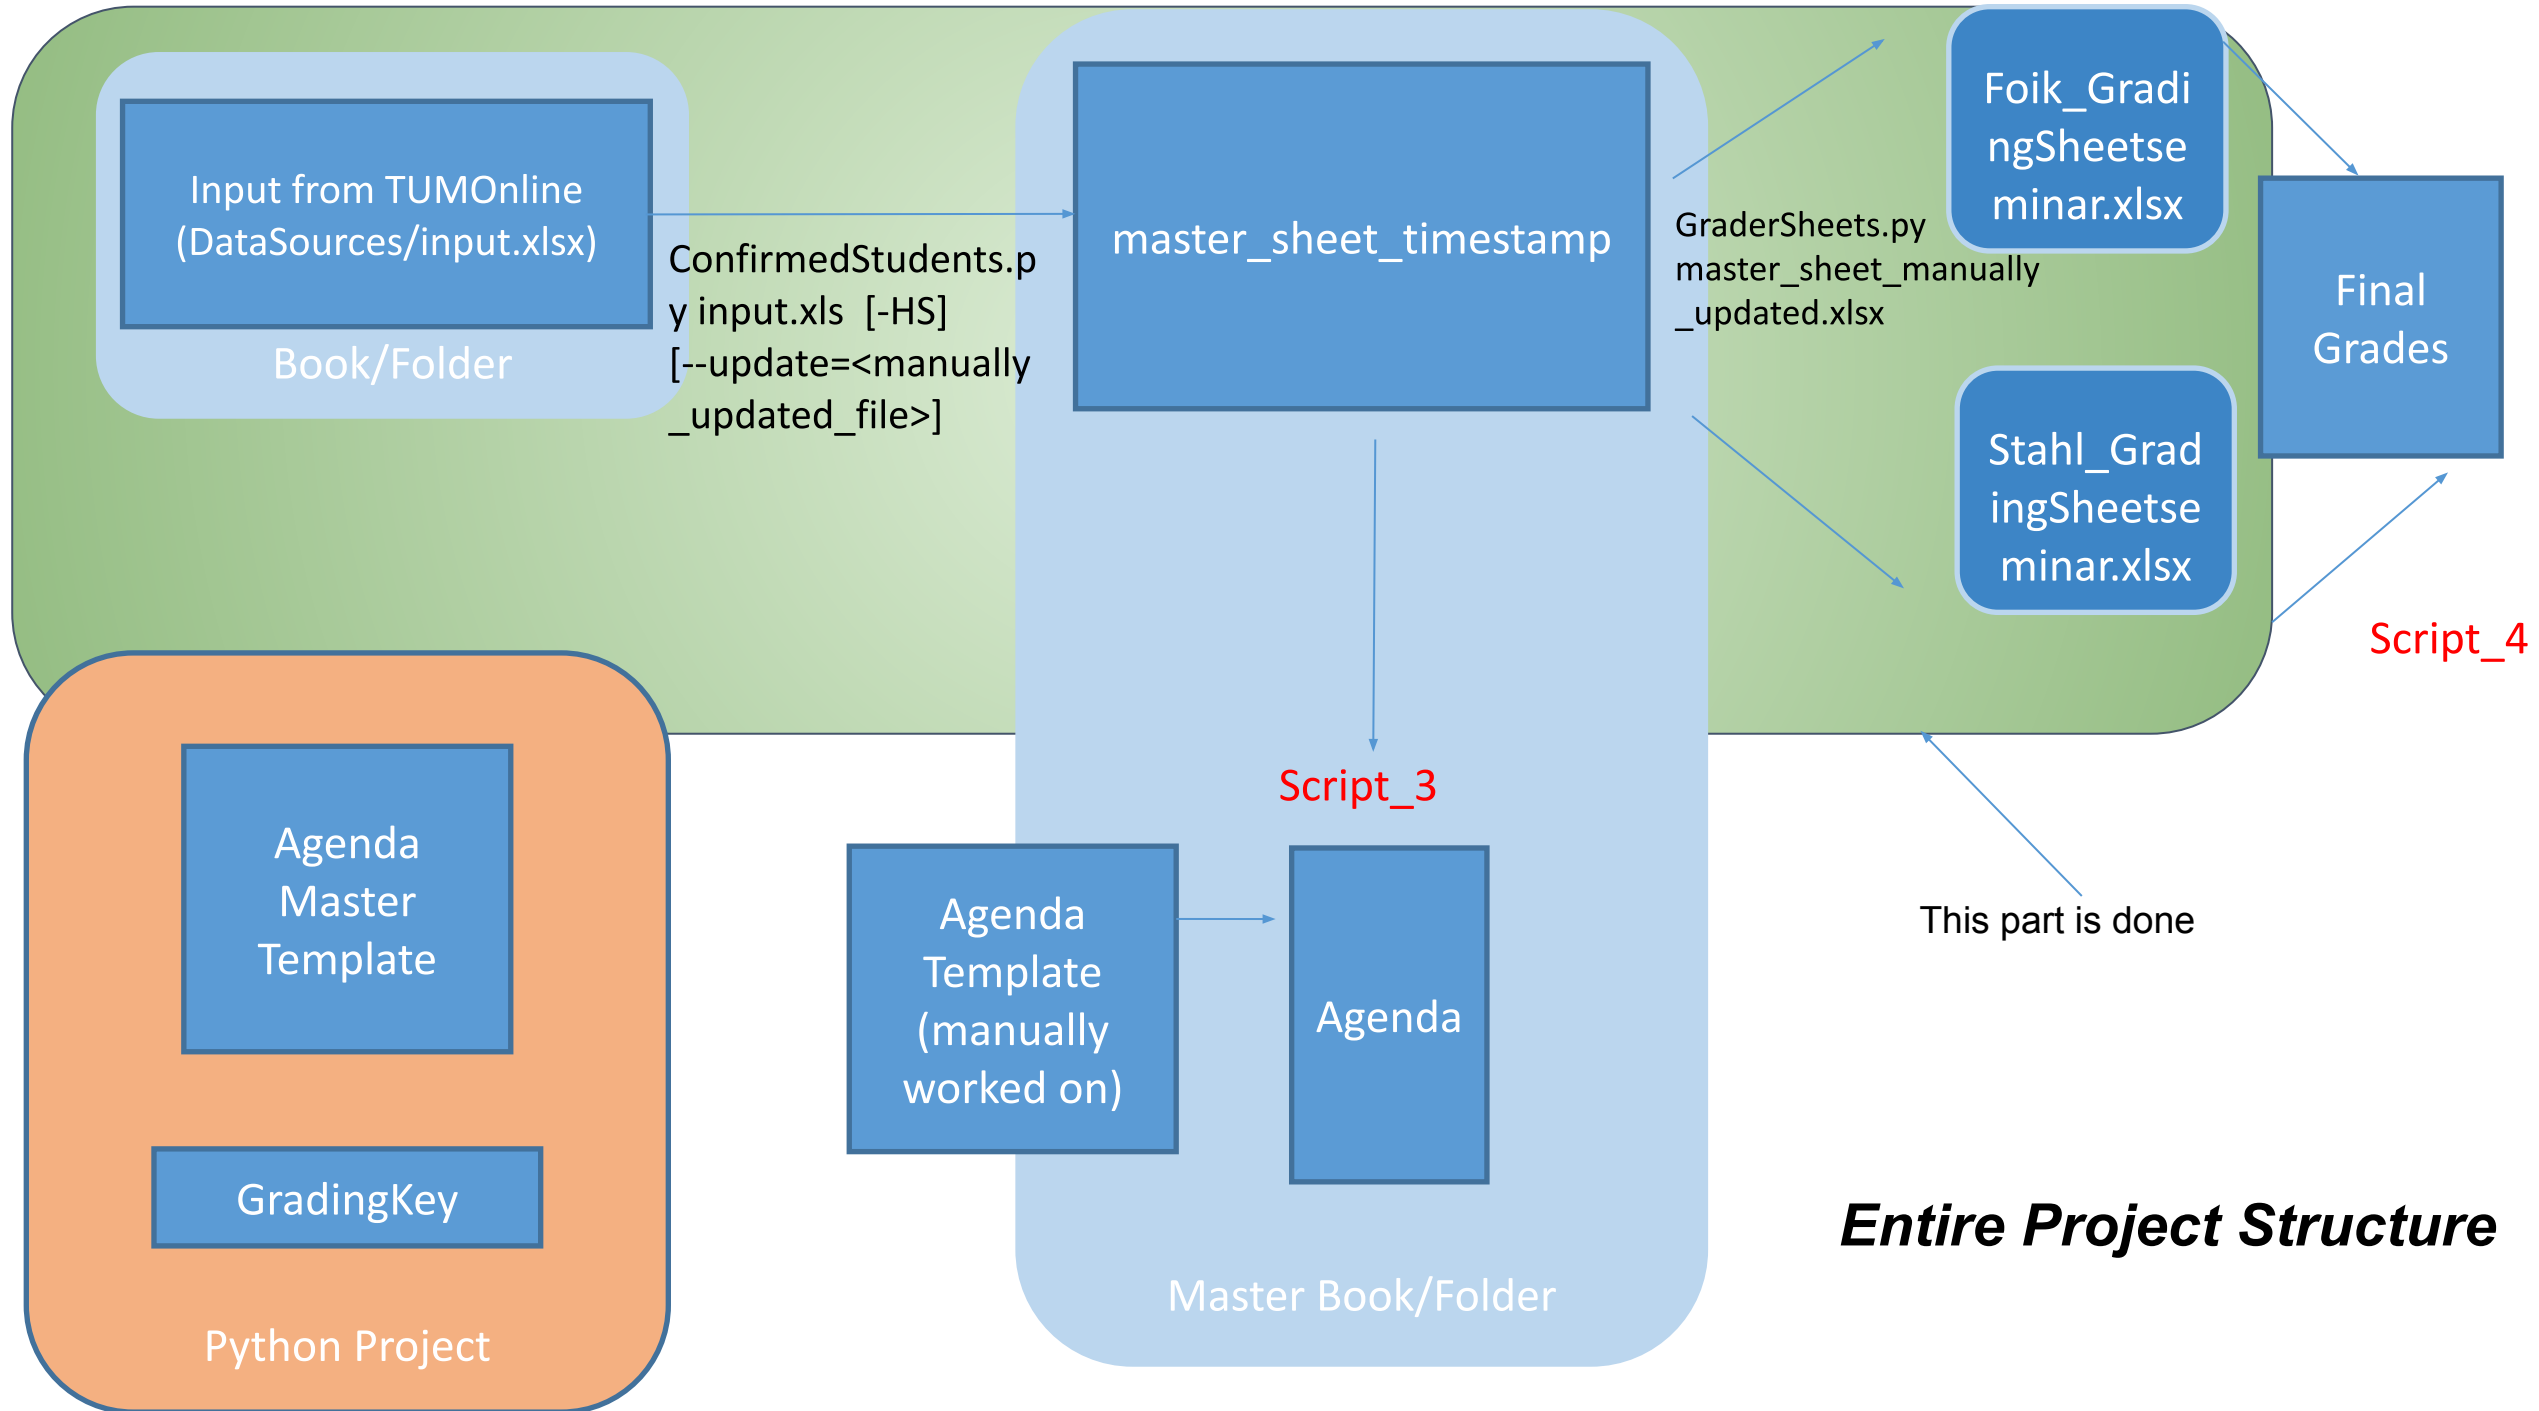 Input from TUMOnline
(DataSources/input.xlsx)
Book/Folder
ConfirmedStudents.p
y input.xls  [-HS]
[--update=<manually
_updated_file>]
master_sheet_timestamp
GraderSheets.py
master_sheet_manually
_updated.xlsx
Foik_Gradi
ngSheetse
minar.xlsx
Stahl_Grad
ingSheetse
minar.xlsx
Final
Grades
Script_4
Script_3
Agenda
Master
Template
GradingKey
Python Project
Agenda
Template
(manually
worked on)
Agenda
Master Book/Folder
This part is done
Entire Project Structure